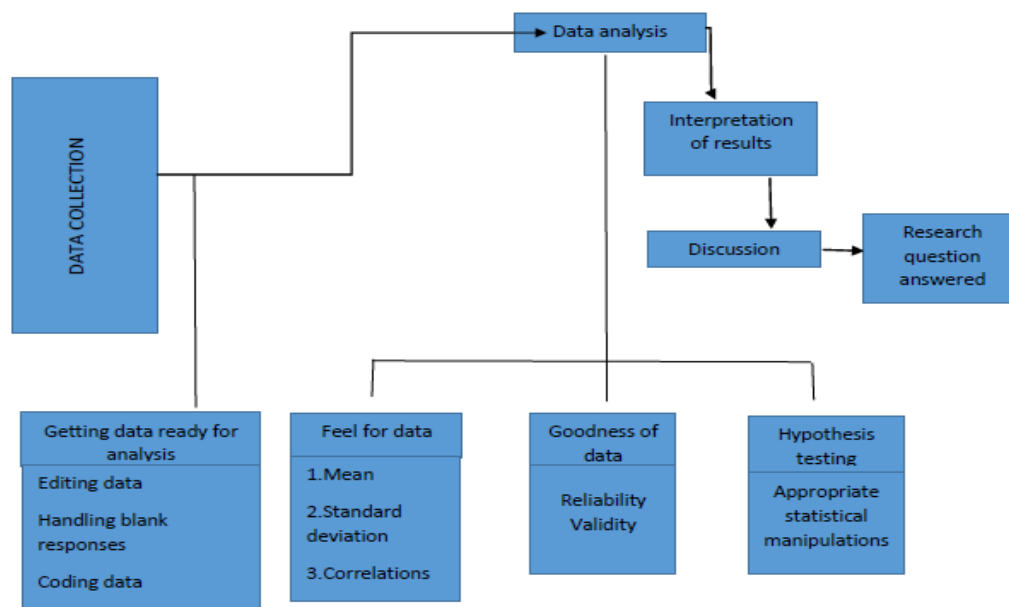 Data analysis
DATA COLLECTION
Interpretation
of results
Discussion
Research
question
answered
Getting data ready for
analysis
Editing data
Handling blank
responses
Coding data
Feel for data
1.Mean
2.Standard
deviation
3.Correlations
Goodness of
data
Reliability
Validity
Hypothesis
testing
Appropriate
statistical
manipulations